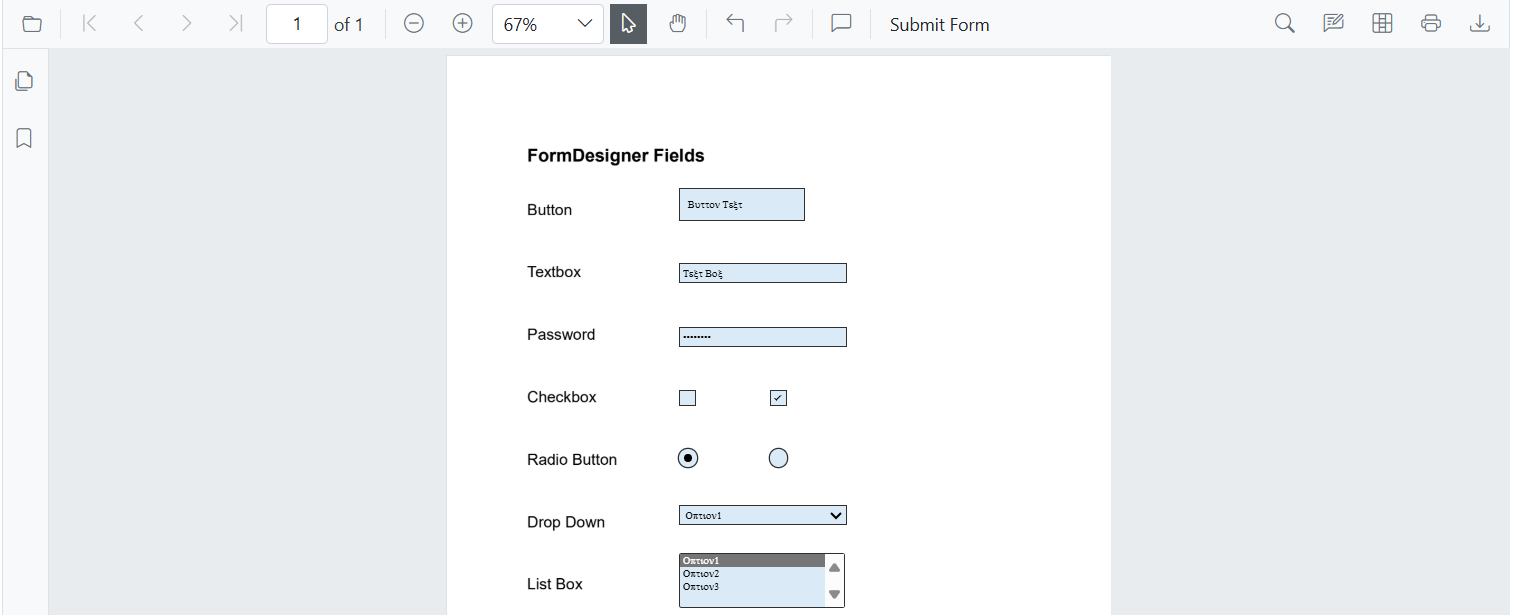 1 of 1 67% Submit Form
FormDesigner Fields
Button Βυττον Τεξτ
Textbox Τεξτ Βοξ
Password ••••••••
Checkbox
Radio Button
Drop Down Οπτιον1
Οπτιον1
Οπτιον2
List Box Οπτιον3